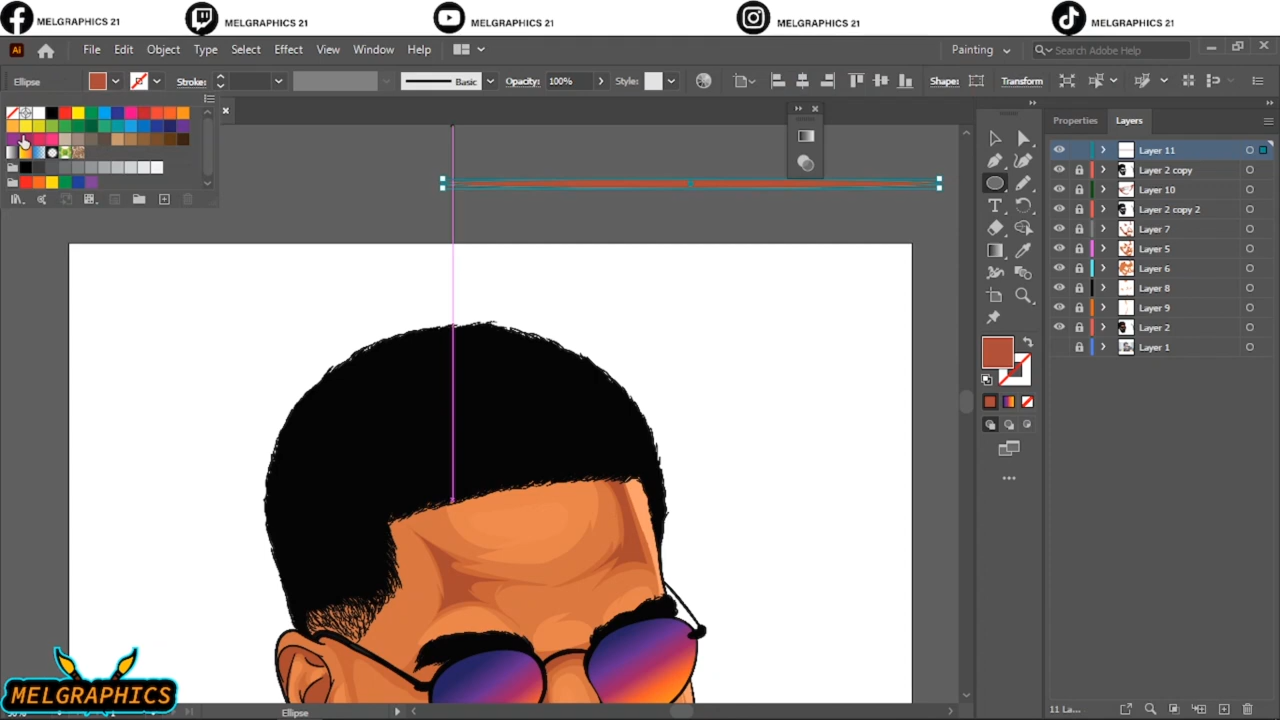 MELGRAPHICS 21 MELGRAPHICS 21 MELGRAPHICS 21 MELGRAPHICS 21 MELGRAPHICS 21
Ai File Edit Object Type Select Effect View Window Help Painting Search Adobe Help
Ellipse Stroke: Basic Opacity: 100% Style: Shape: Transform
Properties Layers
Layer 11
Layer 2 copy
Layer 10
Layer 2 copy 2
Layer 7
Layer 5
Layer 6
Layer 8
Layer 9
Layer 2
Layer 1
MELGRAPHICS
Ellipse
11 La...